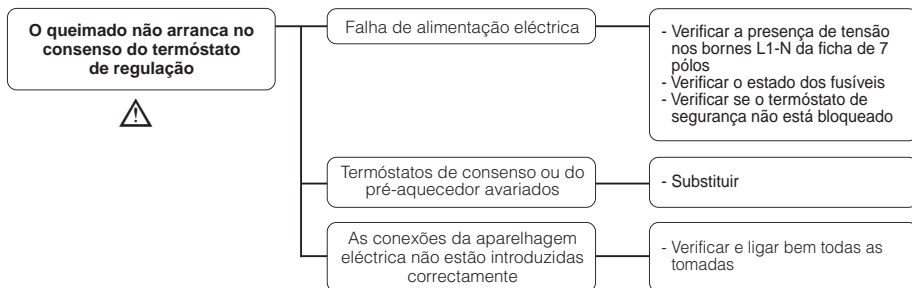 O queimado não arranca no
consenso do termóstato
de regulação
Falha de alimentação eléctrica
- Verificar a presença de tensão
nos bornes L1-N da ficha de 7
pólos
- Verificar o estado dos fusíveis
- Verificar se o termóstato de
segurança não está bloqueado
Termóstatos de consenso ou do
pré-aquecedor avariados
- Substituir
As conexões da aparelhagem
eléctrica não estão introduzidas
correctamente
- Verificar e ligar bem todas as
tomadas